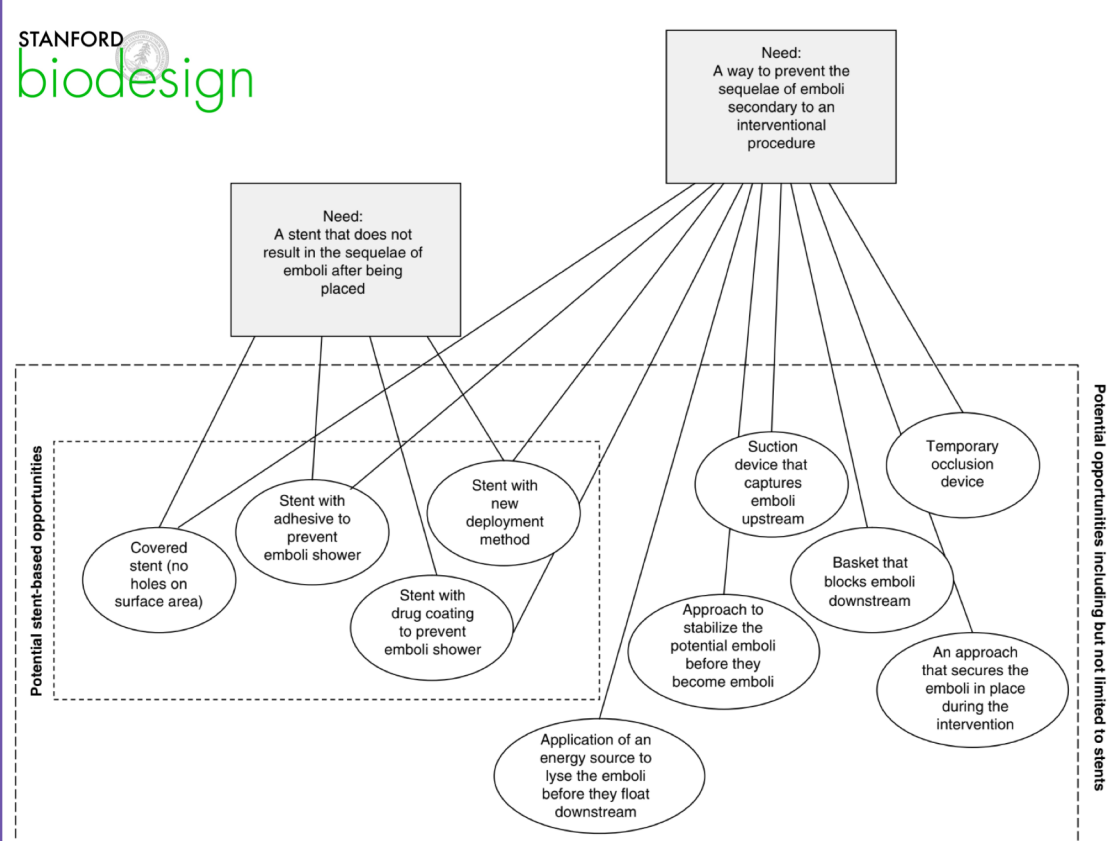 STANFORD
biodesign
Need:
A way to prevent the
sequelae of emboli
secondary to an
interventional
procedure
Need:
A stent that does not
result in the sequelae of
emboli after being
placed
Potential stent-based opportunities
Covered
stent (no
holes on
surface area)
Stent with
adhesive to
prevent
emboli shower
Stent with
drug coating
to prevent
emboli shower
Stent with
new
deployment
method
Application of an
energy source to
lyse the emboli
before they float
downstream
Approach to
stabilize the
potential emboli
before they
become emboli
Suction
device that
captures
emboli
upstream
Basket that
blocks emboli
downstream
Temporary
occlusion
device
An approach
that secures the
emboli in place
during the
intervention
Potential opportunities including but not limited to stents